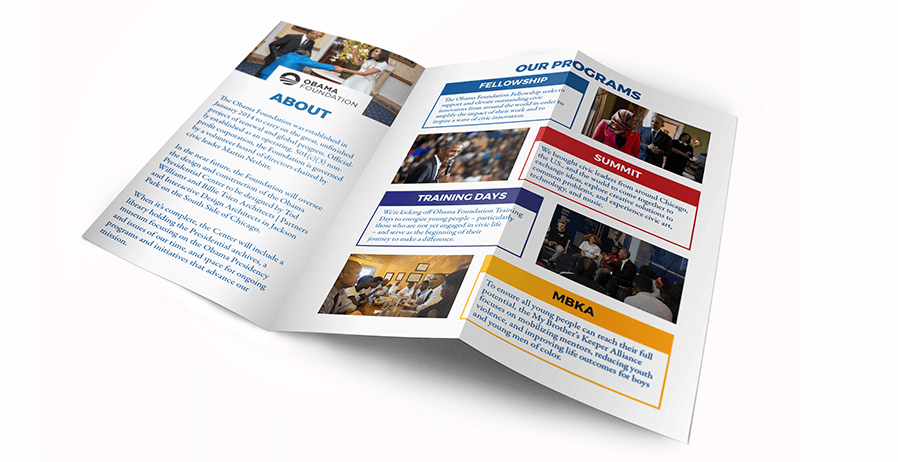 OBAMA
FOUNDATION
ABOUT
The Obama Foundation was established in
January 2014 to carry on the great, unfinished
project of renewal and global progress. Official
ly established as an operating, 501(c)(3) non-
profit corporation, the Foundation is governed
by a volunteer board of directors chaired by
civic leader Martin Nesbitt.
In the near future, the Foundation will oversee
the design and construction of the Obama
Presidential Center to be designed by Tod
Williams and Billie Tsien Architects | Partners
and Interactive Design Architects in Jackson
Park on the South Side of Chicago.
When it's complete, the Center will include a
library holding the Presidential archives, a
museum focusing on the Obama Presidency
and issues of our time, and space for ongoing
programs and initiatives that advance our
mission.
OUR PROGRAMS
FELLOWSHIP
The Obama Foundation Fellowship seeks to
support and elevate outstanding civic
innovators from around the world in order to
amplify the impact of their work and to
inspire a wave of civic innovation.
TRAINING DAYS
We're kicking off Obama Foundation Training
Days to energize young people – particularly
those who are not yet engaged in civic life
– and serve as the beginning of their
journey to make a difference.
SUMMIT
We brought civic leaders from around Chicago,
the U.S. and the world to come together to
exchange ideas, explore creative solutions to
common problems, and experience civic art,
technology, and music.
MBKA
To ensure all young people can reach their full
potential, the My Brother's Keeper Alliance
focuses on mobilizing mentors, reducing youth
violence, and improving life outcomes for boys
and young men of color.